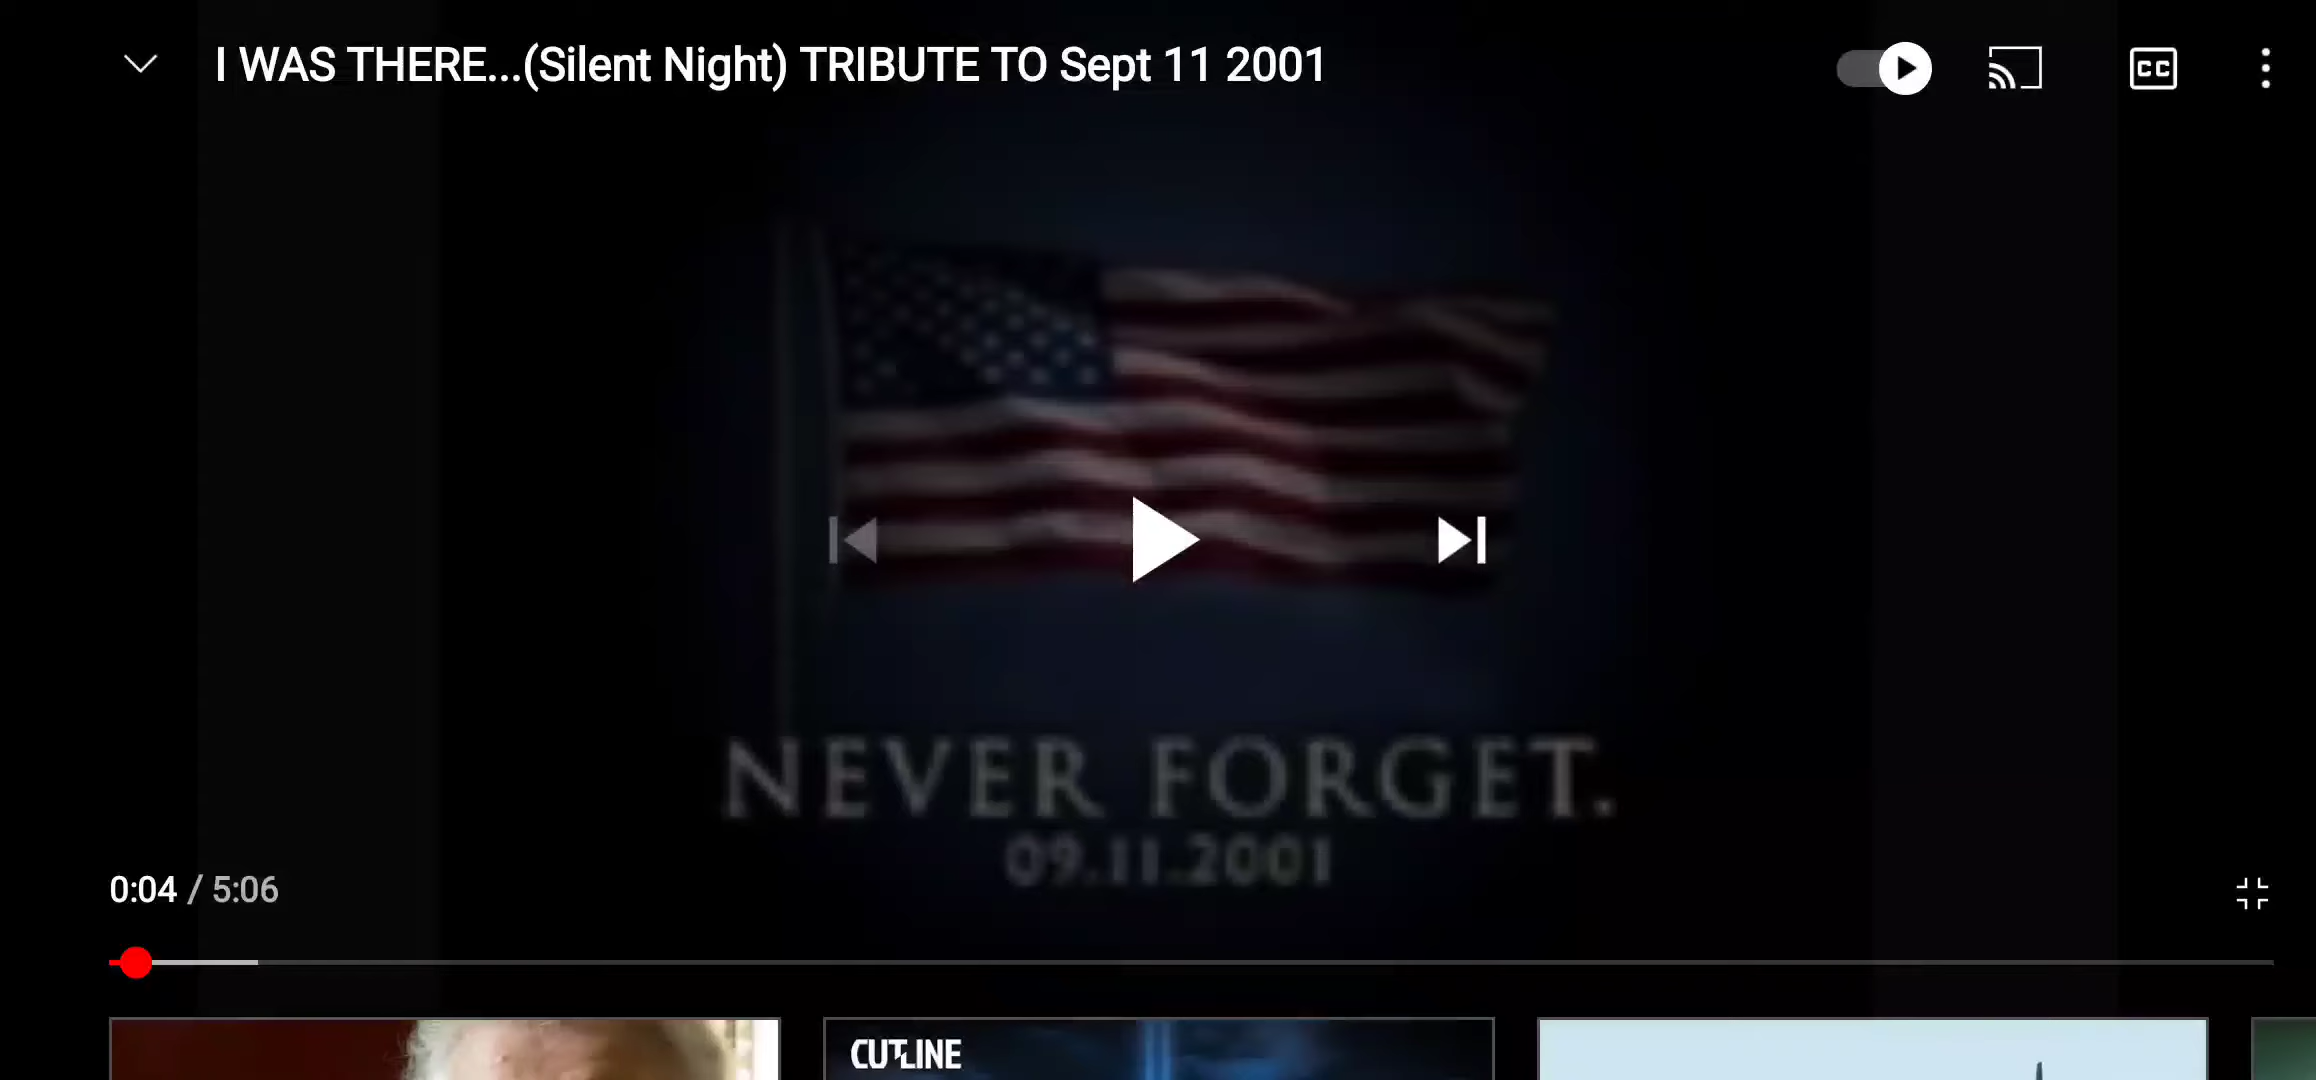 I WAS THERE...(Silent Night) TRIBUTE TO Sept 11 2001
CC
NEVER FORGET.
09.11.2001
0:04 / 5:06
CUTLINE